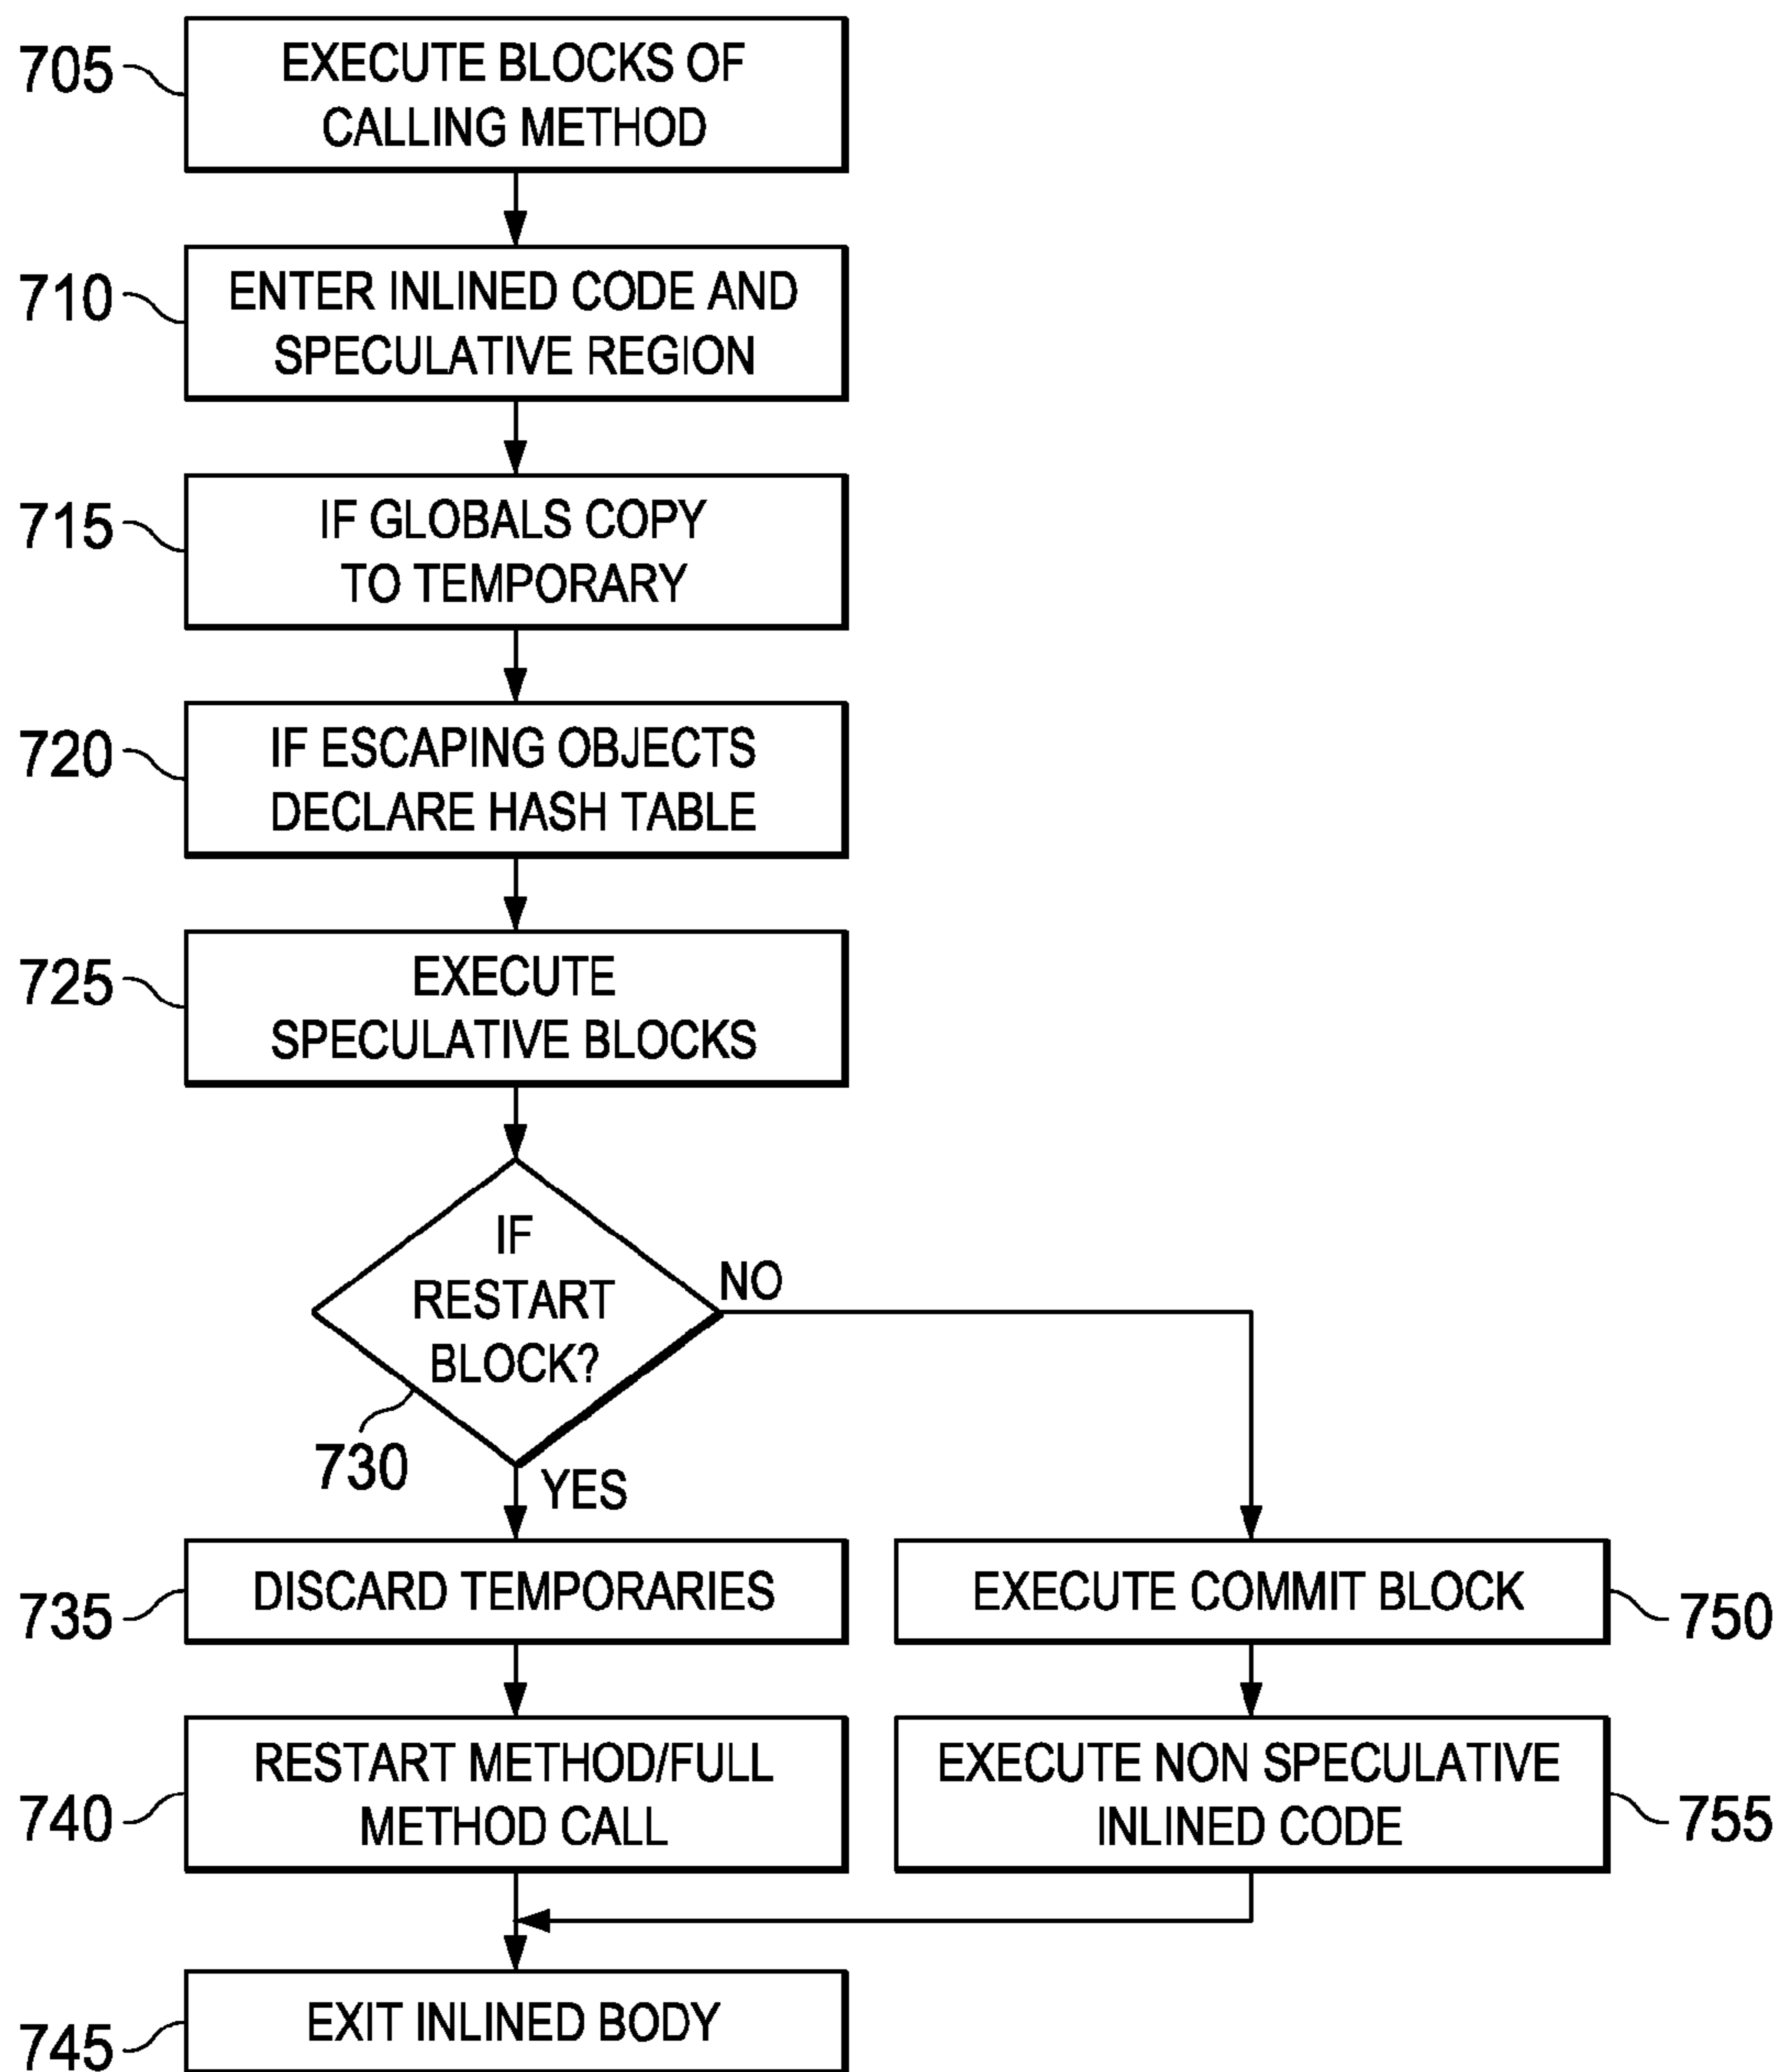 705
EXECUTE BLOCKS OF
CALLING METHOD
710
ENTER INLINED CODE AND
SPECULATIVE REGION
715
IF GLOBALS COPY
TO TEMPORARY
720
IF ESCAPING OBJECTS
DECLARE HASH TABLE
725
EXECUTE
SPECULATIVE BLOCKS
IF
RESTART
BLOCK?
NO
730
YES
735
DISCARD TEMPORARIES
EXECUTE COMMIT BLOCK
750
740
RESTART METHOD/FULL
METHOD CALL
EXECUTE NON SPECULATIVE
INLINED CODE
755
745
EXIT INLINED BODY